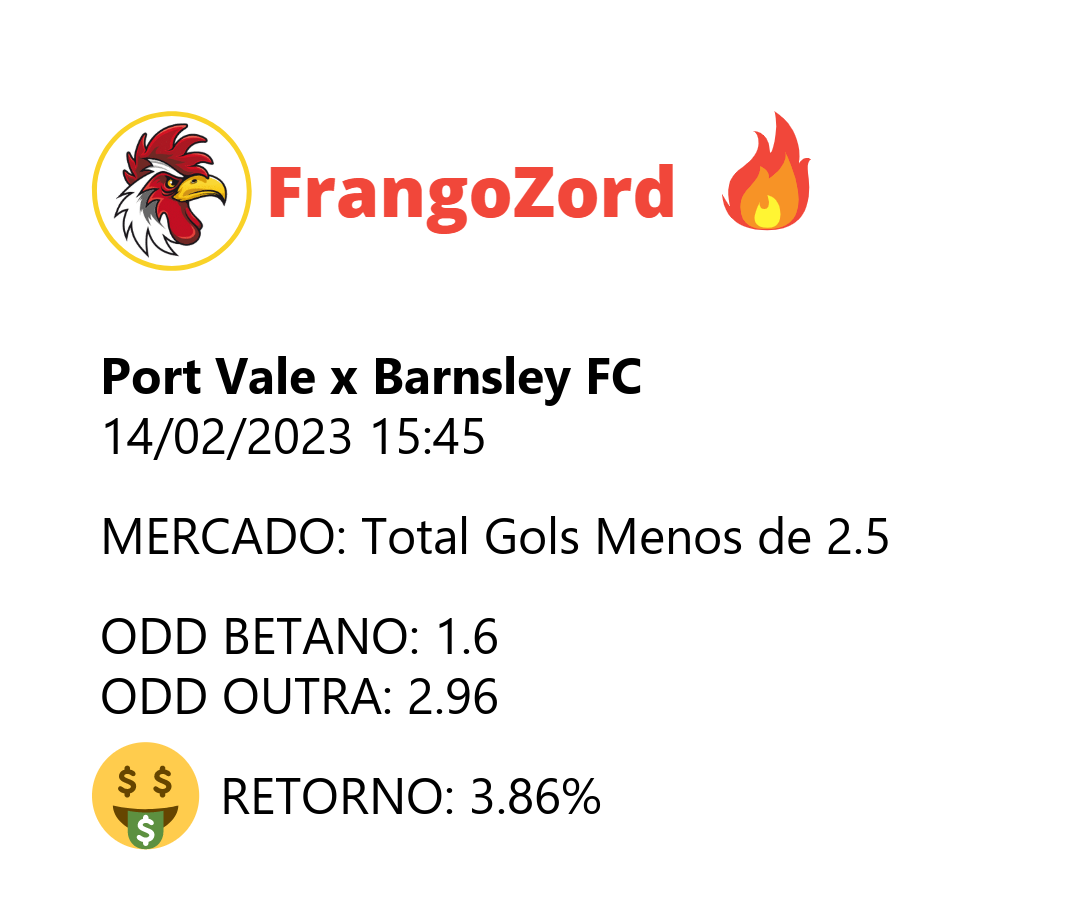 FrangoZord
Port Vale x Barnsley FC
14/02/2023 15:45
MERCADO: Total Gols Menos de 2.5
ODD BETANO: 1.6
ODD OUTRA: 2.96
RETORNO: 3.86%